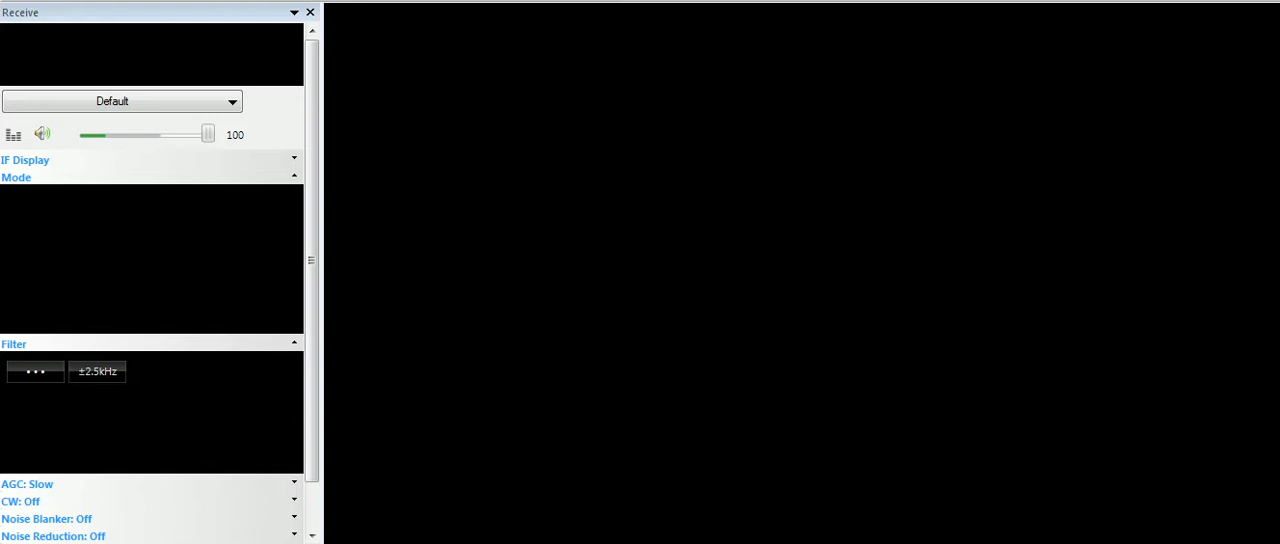 Receive
Default
100
IF Display
Mode
Filter
••• ±2.5kHz
AGC: Slow
CW: Off
Noise Blanker: Off
Noise Reduction: Off